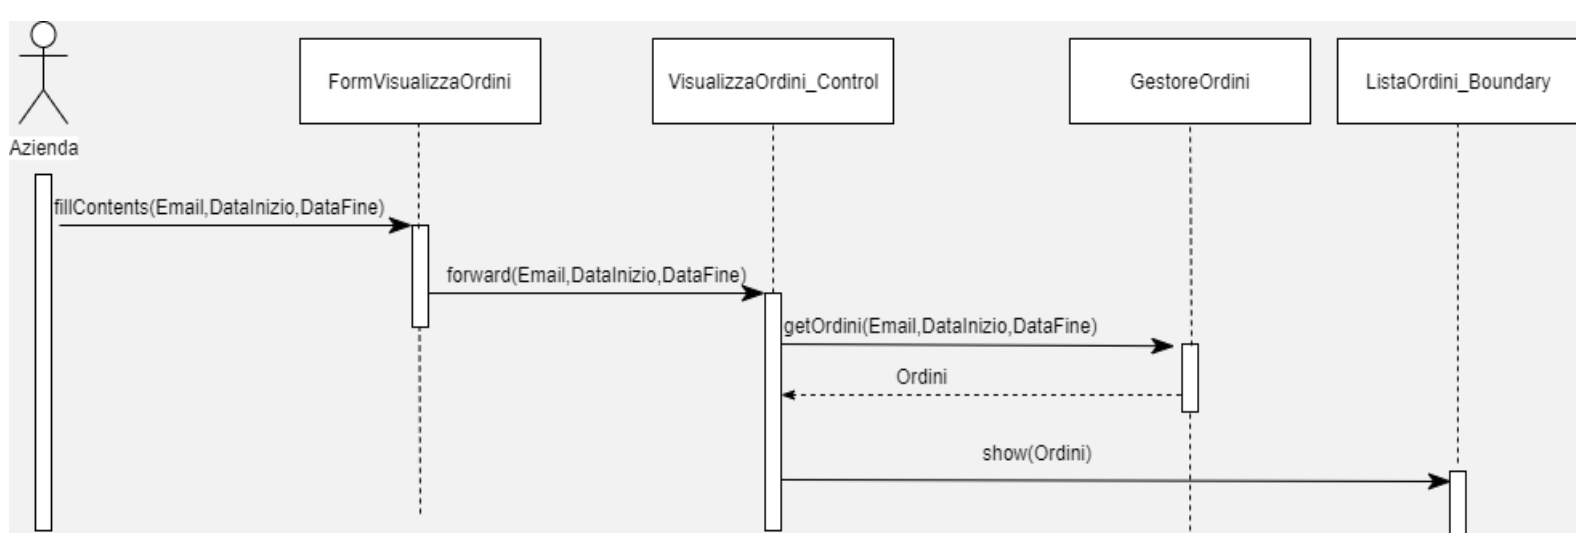 FormVisualizzaOrdini
VisualizzaOrdini_Control
GestoreOrdini
ListaOrdini_Boundary
Azienda
fillContents(Email,DataInizio,DataFine)
forward(Email,DataInizio,DataFine)
getOrdini(Email,DataInizio,DataFine)
Ordini
show(Ordini)